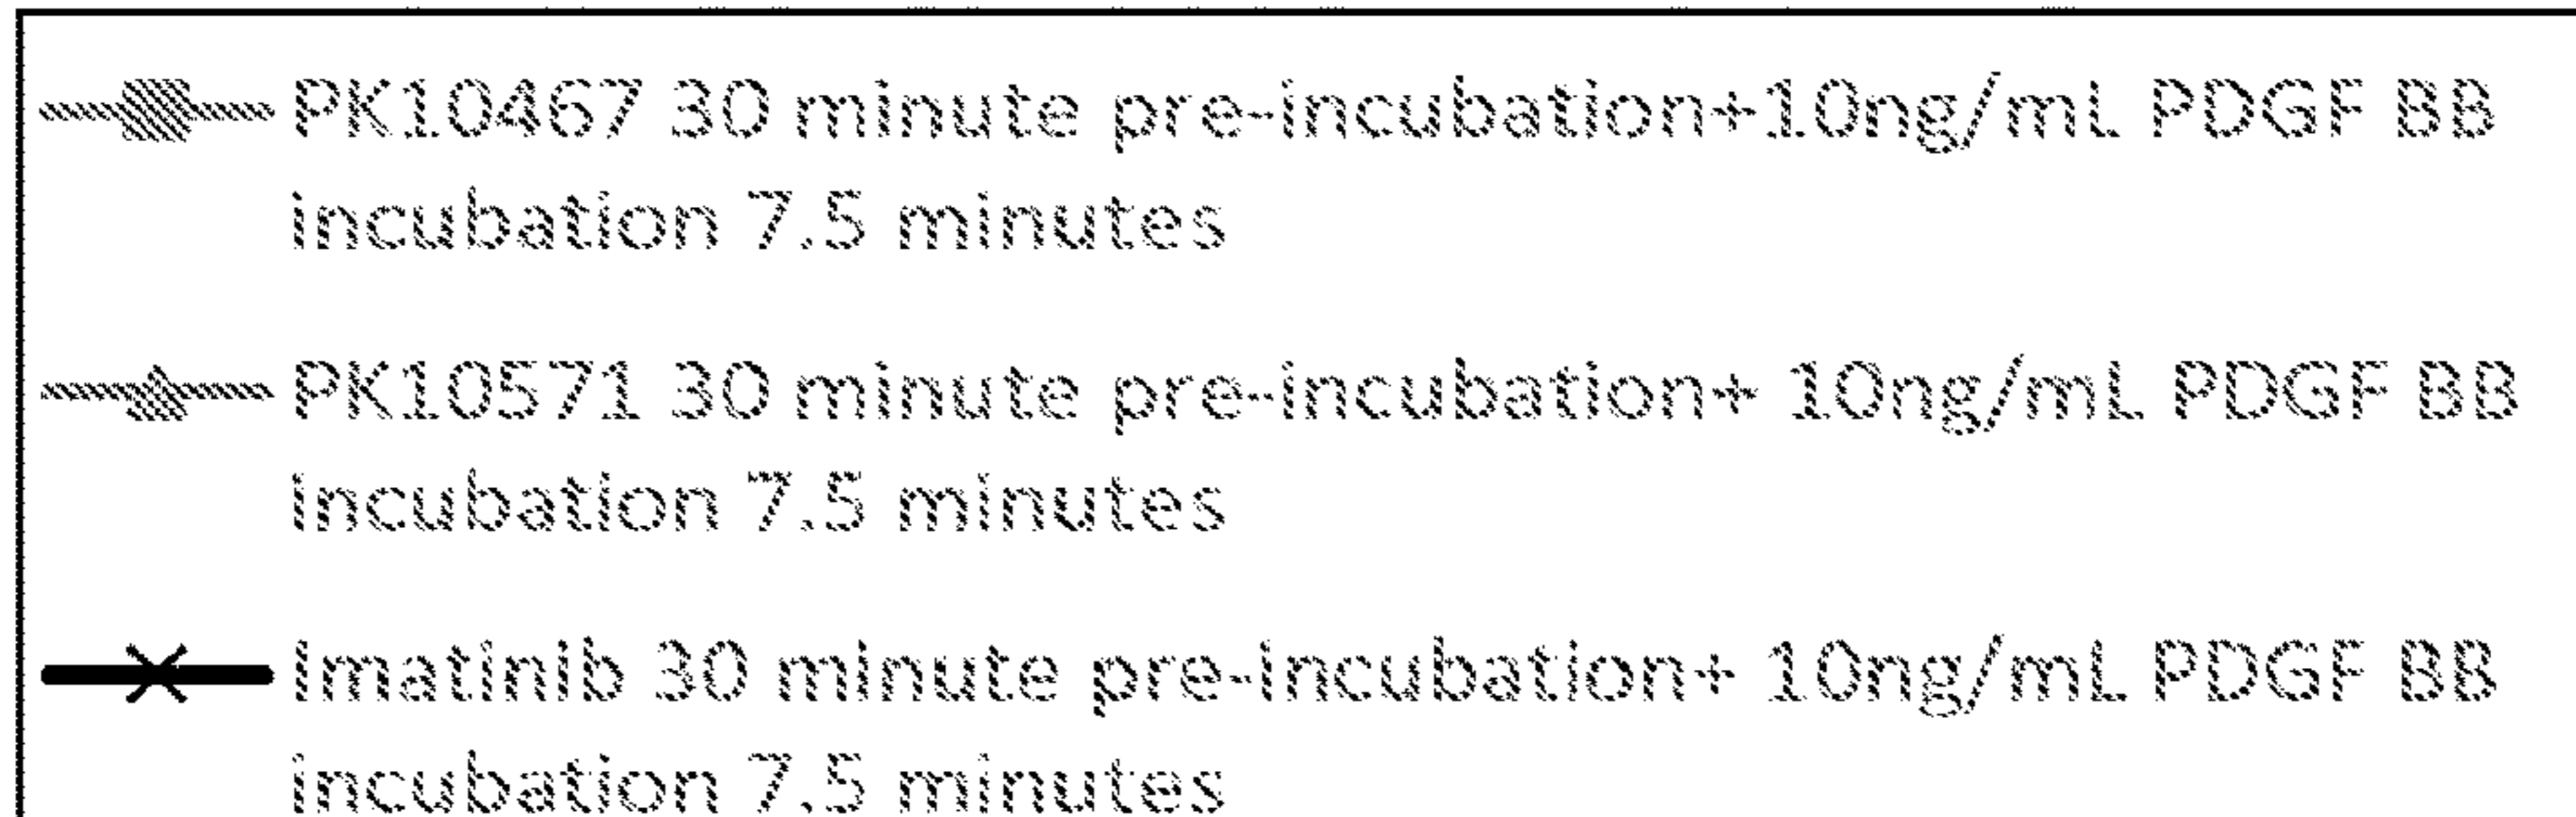 PK10467 30 minute pre-incubation+10ng/mL PDGF BB
incubation 7.5 minutes
PK10571 30 minute pre-incubation+ 10ng/mL PDGF BB
incubation 7.5 minutes
Imatinib 30 minute pre-incubation+ 10ng/mL PDGF BB
incubation 7.5 minutes